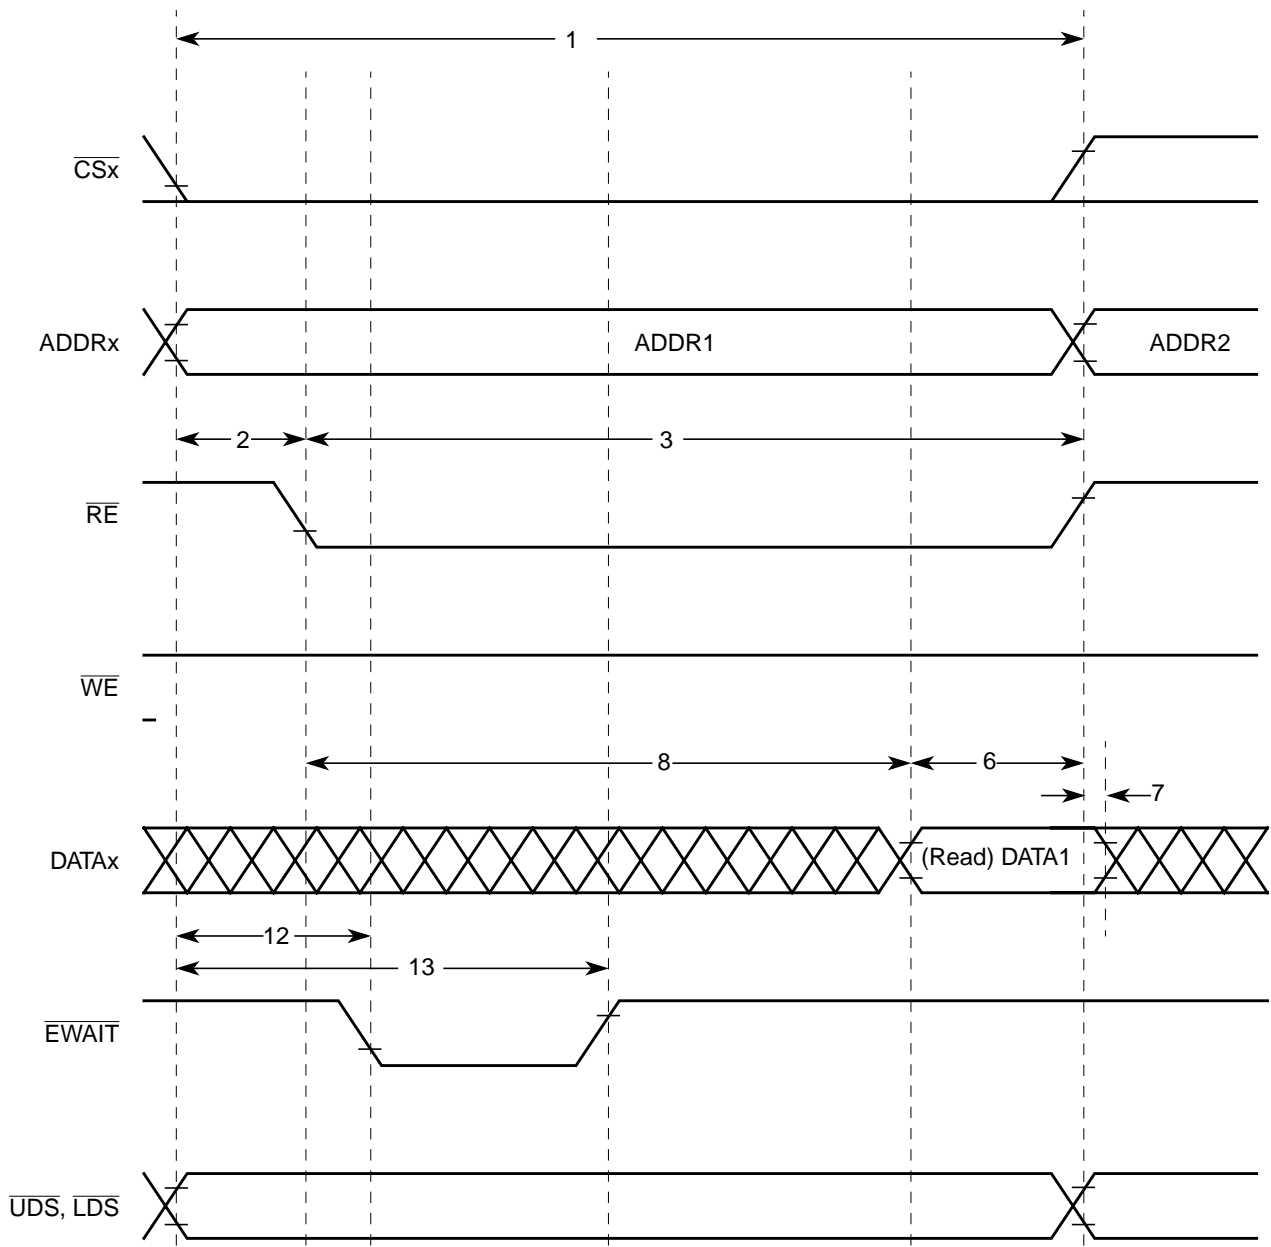 1
CSx
ADDRx
ADDR1
ADDR2
2
3
RE
WE
8
6
7
DATAx
(Read) DATA1
12
13
EWAIT
UDS, LDS